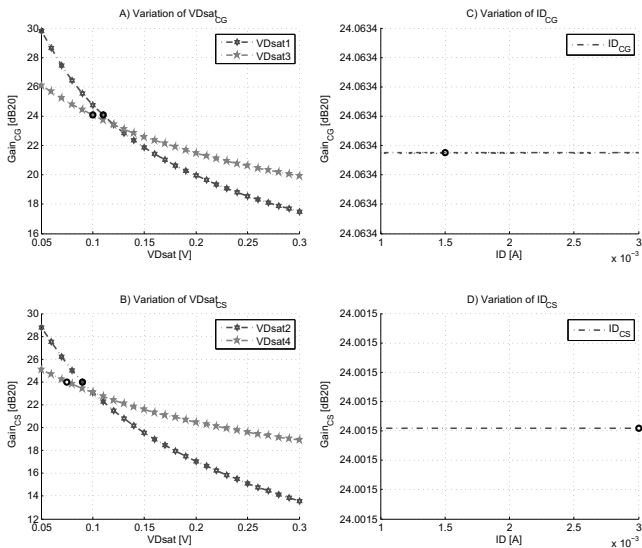 A) Variation of VDsat_CG
30
28
26
24
22
20
18
16
Gain_CG [dB20]
0.05 0.1 0.15 0.2 0.25 0.3
VDsat [V]
VDsat1
VDsat3
C) Variation of ID_CG
24.0634
24.0634
24.0634
24.0634
24.0634
24.0634
Gain_CG [dB20]
1 1.5 2 2.5 3
x 10⁻³
ID [A]
ID_CG
B) Variation of VDsat_CS
30
28
26
24
22
20
18
16
14
12
Gain_CS [dB20]
0.05 0.1 0.15 0.2 0.25 0.3
VDsat [V]
VDsat2
VDsat4
D) Variation of ID_CS
24.0015
24.0015
24.0015
24.0015
24.0015
24.0015
Gain_CS [dB20]
1 1.5 2 2.5 3
x 10⁻³
ID [A]
ID_CS